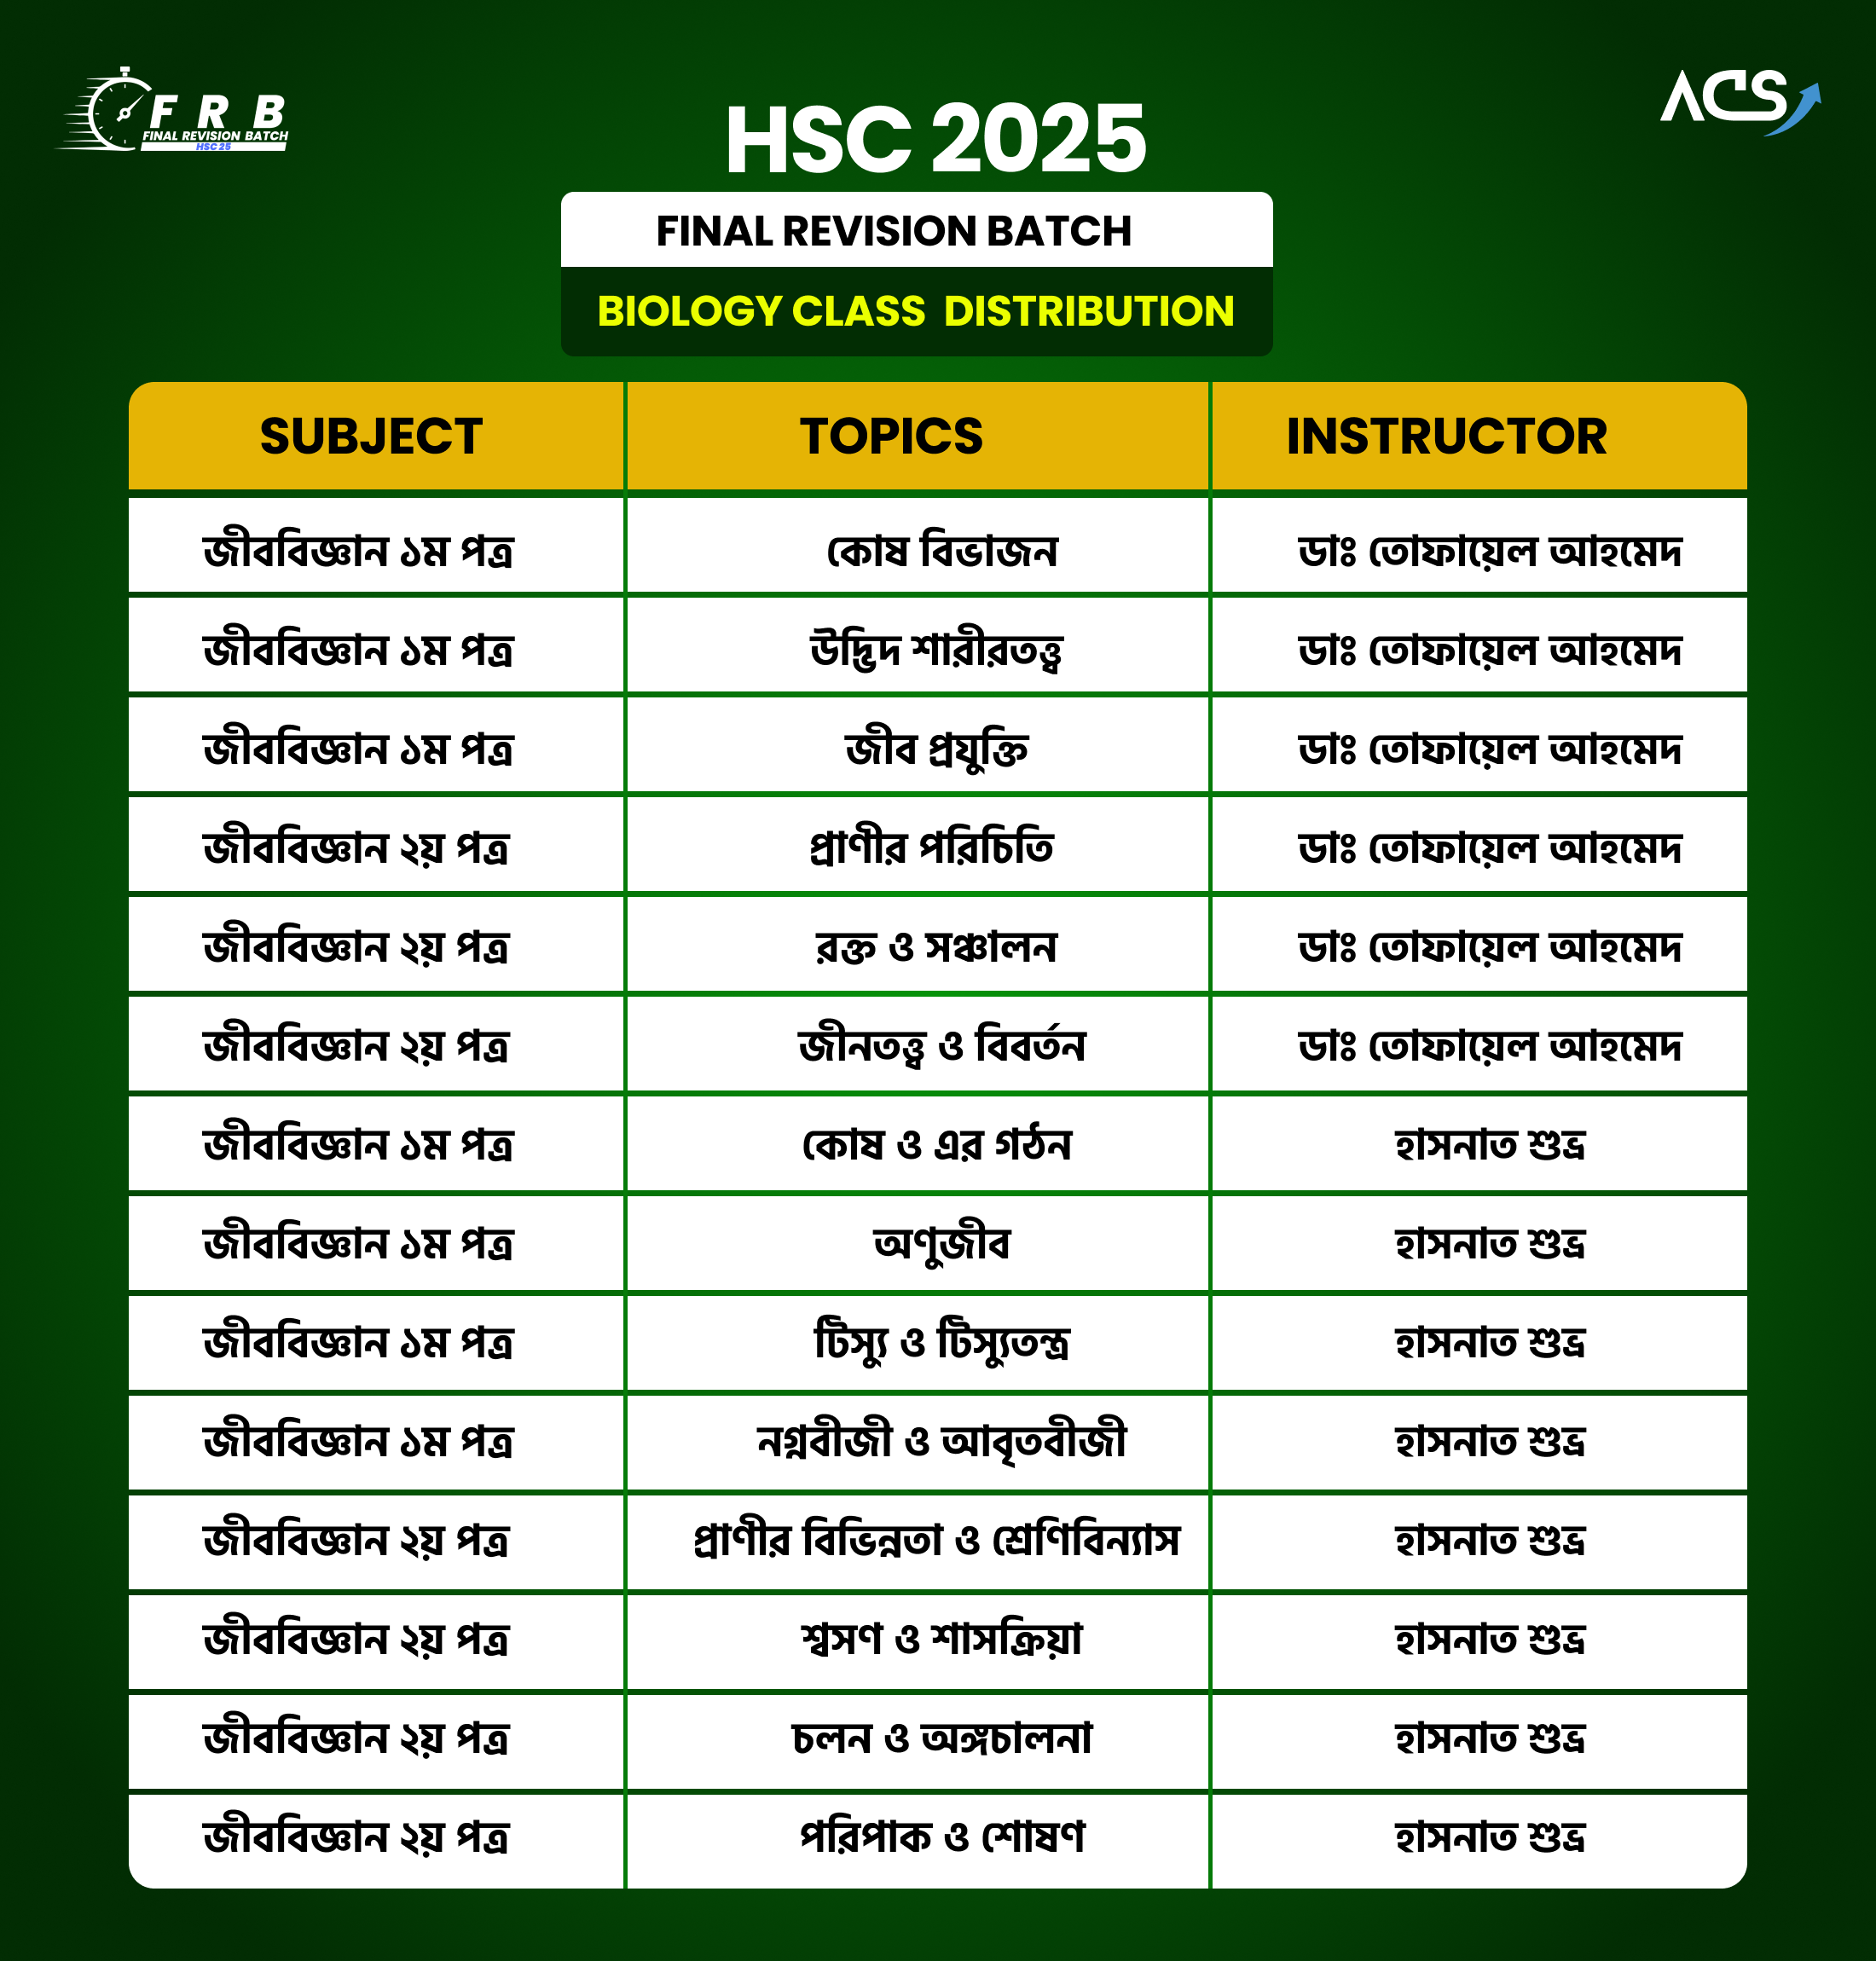 F R B
FINAL REVISION BATCH
HSC 25
ACS
HSC 2025
FINAL REVISION BATCH
BIOLOGY CLASS DISTRIBUTION
SUBJECT TOPICS INSTRUCTOR
জীববিজ্ঞান ১ম পত্র কোষ বিভাজন ডাঃ তোফায়েল আহমেদ
জীববিজ্ঞান ১ম পত্র উদ্ভিদ শারীরতত্ত্ব ডাঃ তোফায়েল আহমেদ
জীববিজ্ঞান ১ম পত্র জীব প্রযুক্তি ডাঃ তোফায়েল আহমেদ
জীববিজ্ঞান ২য় পত্র প্রাণীর পরিচিতি ডাঃ তোফায়েল আহমেদ
জীববিজ্ঞান ২য় পত্র রক্ত ও সঞ্চালন ডাঃ তোফায়েল আহমেদ
জীববিজ্ঞান ২য় পত্র জীনতত্ত্ব ও বিবর্তন ডাঃ তোফায়েল আহমেদ
জীববিজ্ঞান ১ম পত্র কোষ ও এর গঠন হাসনাত শুভ্র
জীববিজ্ঞান ১ম পত্র অণুজীব হাসনাত শুভ্র
জীববিজ্ঞান ১ম পত্র টিস্যু ও টিস্যুতন্ত্র হাসনাত শুভ্র
জীববিজ্ঞান ১ম পত্র নগ্নবীজী ও আবৃতবীজী হাসনাত শুভ্র
জীববিজ্ঞান ২য় পত্র প্রাণীর বিভিন্নতা ও শ্রেণিবিন্যাস হাসনাত শুভ্র
জীববিজ্ঞান ২য় পত্র শ্বসণ ও শাসক্রিয়া হাসনাত শুভ্র
জীববিজ্ঞান ২য় পত্র চলন ও অঙ্গচালনা হাসনাত শুভ্র
জীববিজ্ঞান ২য় পত্র পরিপাক ও শোষণ হাসনাত শুভ্র